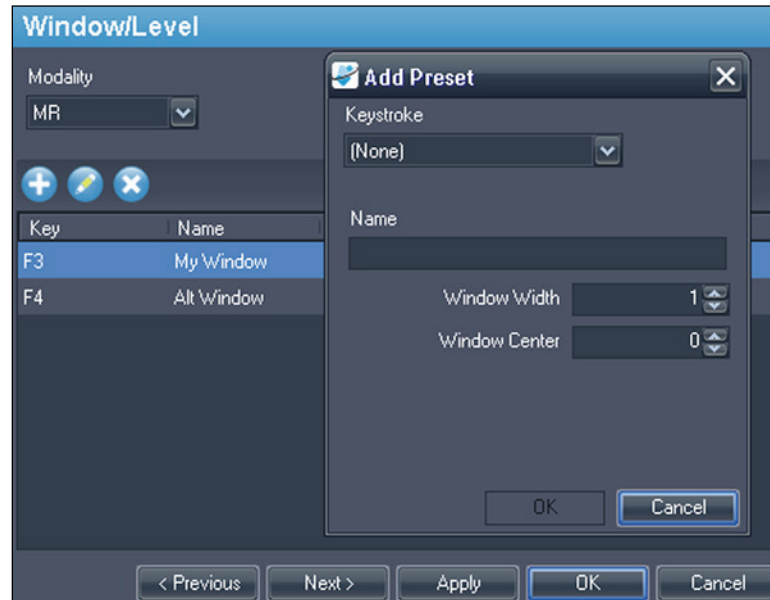 Window/Level
Modality
MR
Key Name
F3 My Window
F4 Alt Window
Add Preset
Keystroke
(None)
Name
Window Width 1
Window Center 0
OK Cancel
< Previous Next > Apply OK Cancel